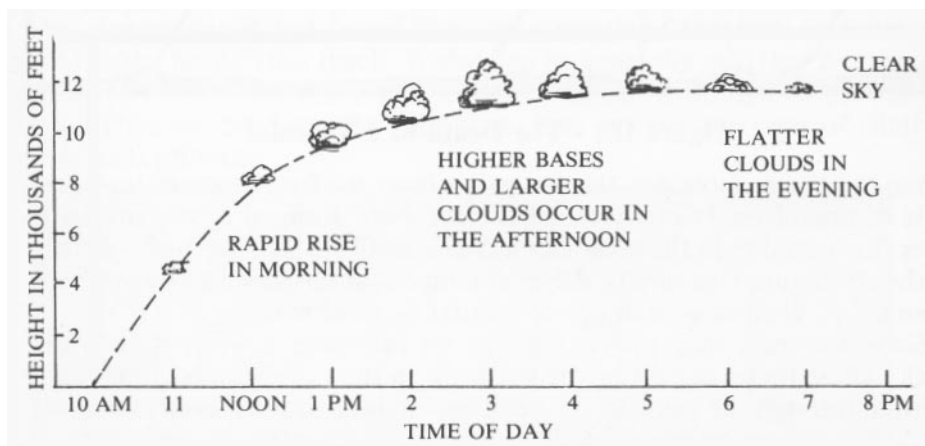 HEIGHT IN THOUSANDS OF FEET
12
10
8
6
4
2
CLEAR
SKY
HIGHER BASES
AND LARGER
CLOUDS OCCUR IN
THE AFTERNOON
FLATTER
CLOUDS IN
THE EVENING
RAPID RISE
IN MORNING
10 AM 11 NOON 1 PM 2 3 4 5 6 7 8 PM
TIME OF DAY